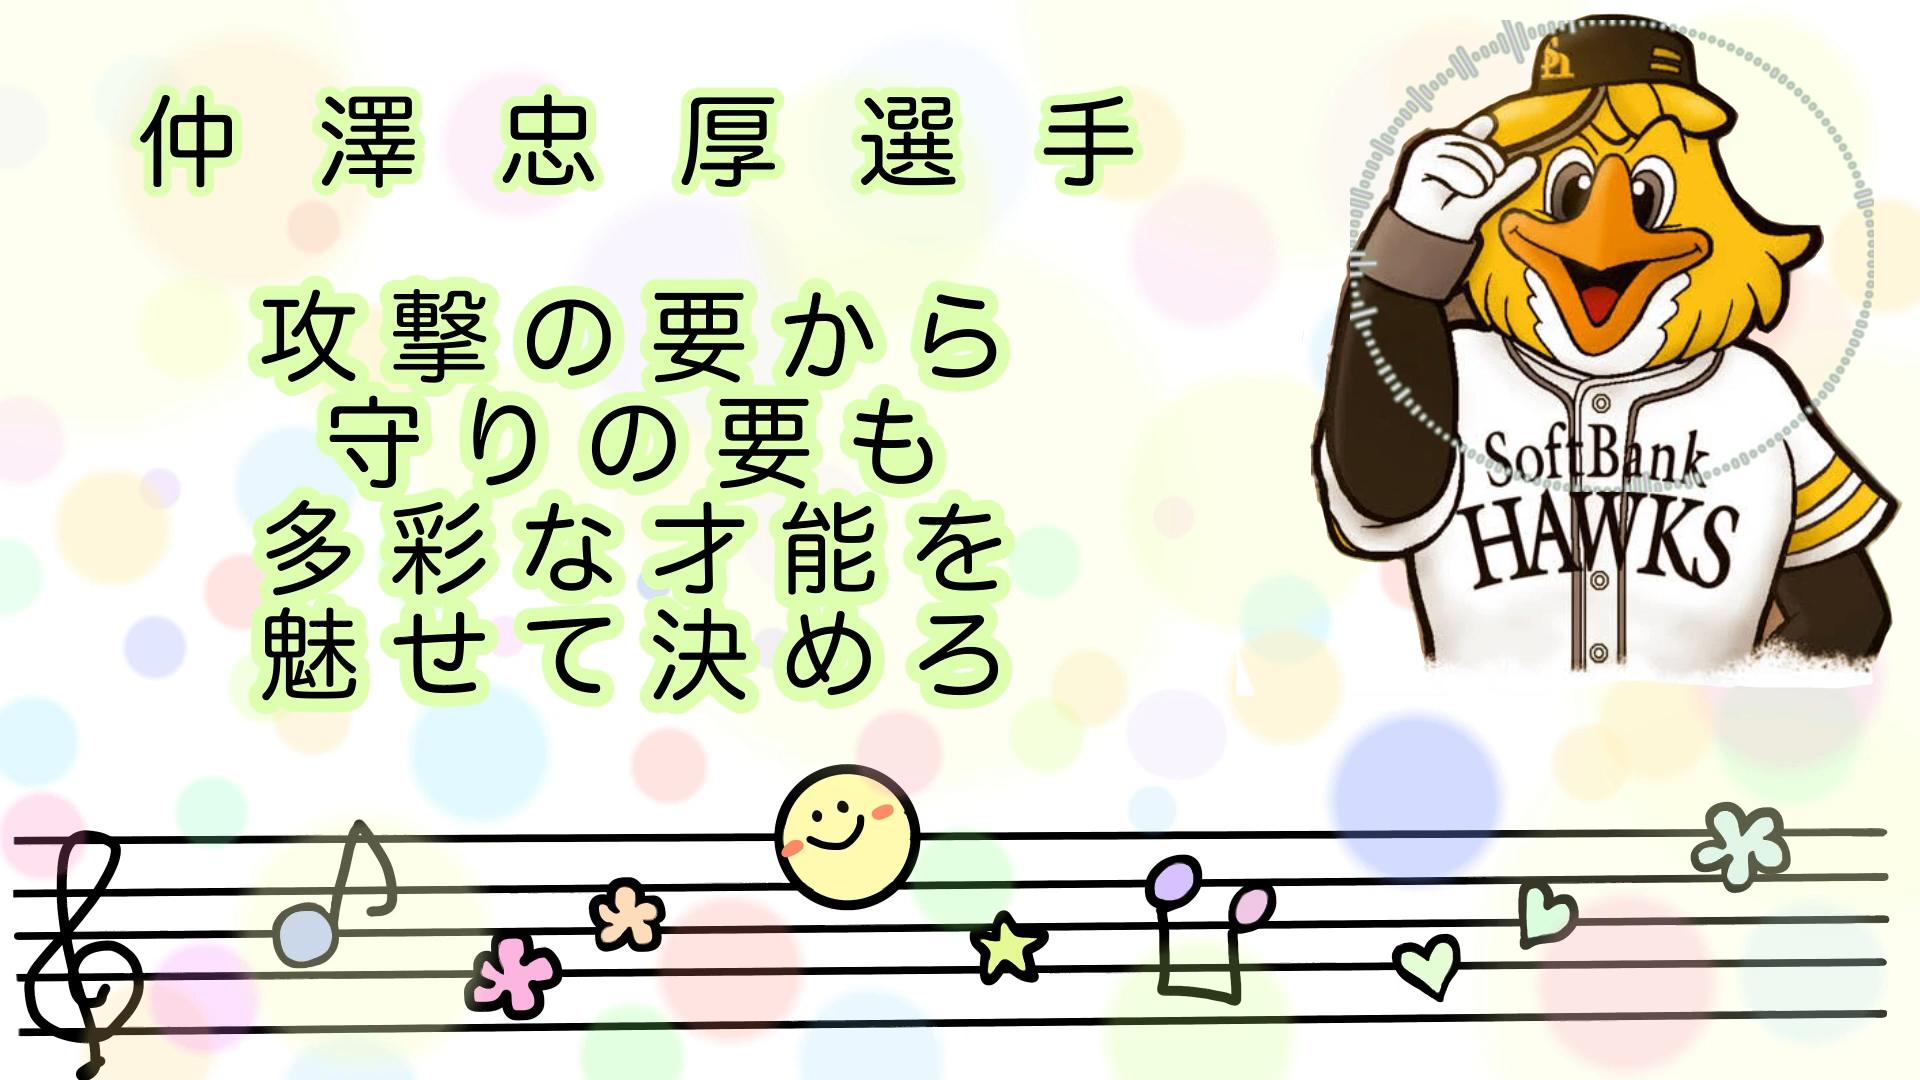 仲澤忠厚選手
攻撃の要から
守りの要も
多彩な才能を
魅せて決めろ
SoftBank
HAWKS